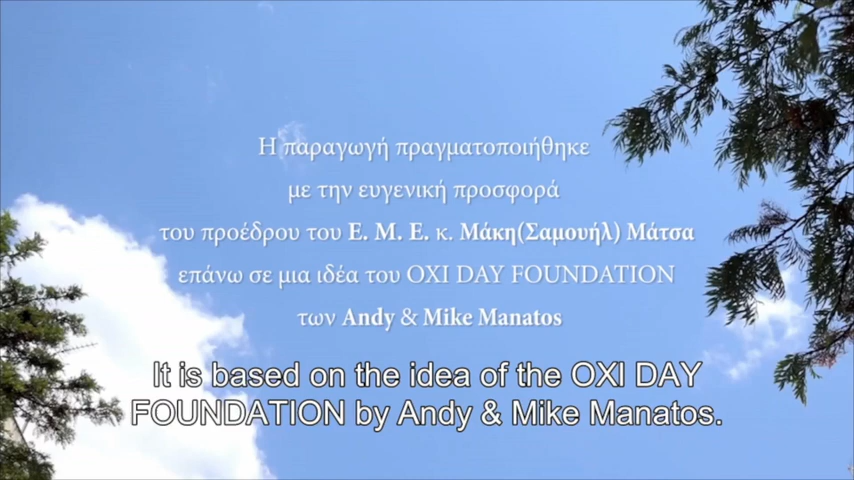 Η παραγωγή πραγματοποιήθηκε
με την ευγενική προσφορά
του προέδρου του Ε. Μ. Ε. κ. Μάκη(Σαμουήλ) Μάτσα
επάνω σε μια ιδέα του OXI DAY FOUNDATION
των Andy & Mike Manatos
It is based on the idea of the OXI DAY
FOUNDATION by Andy & Mike Manatos.